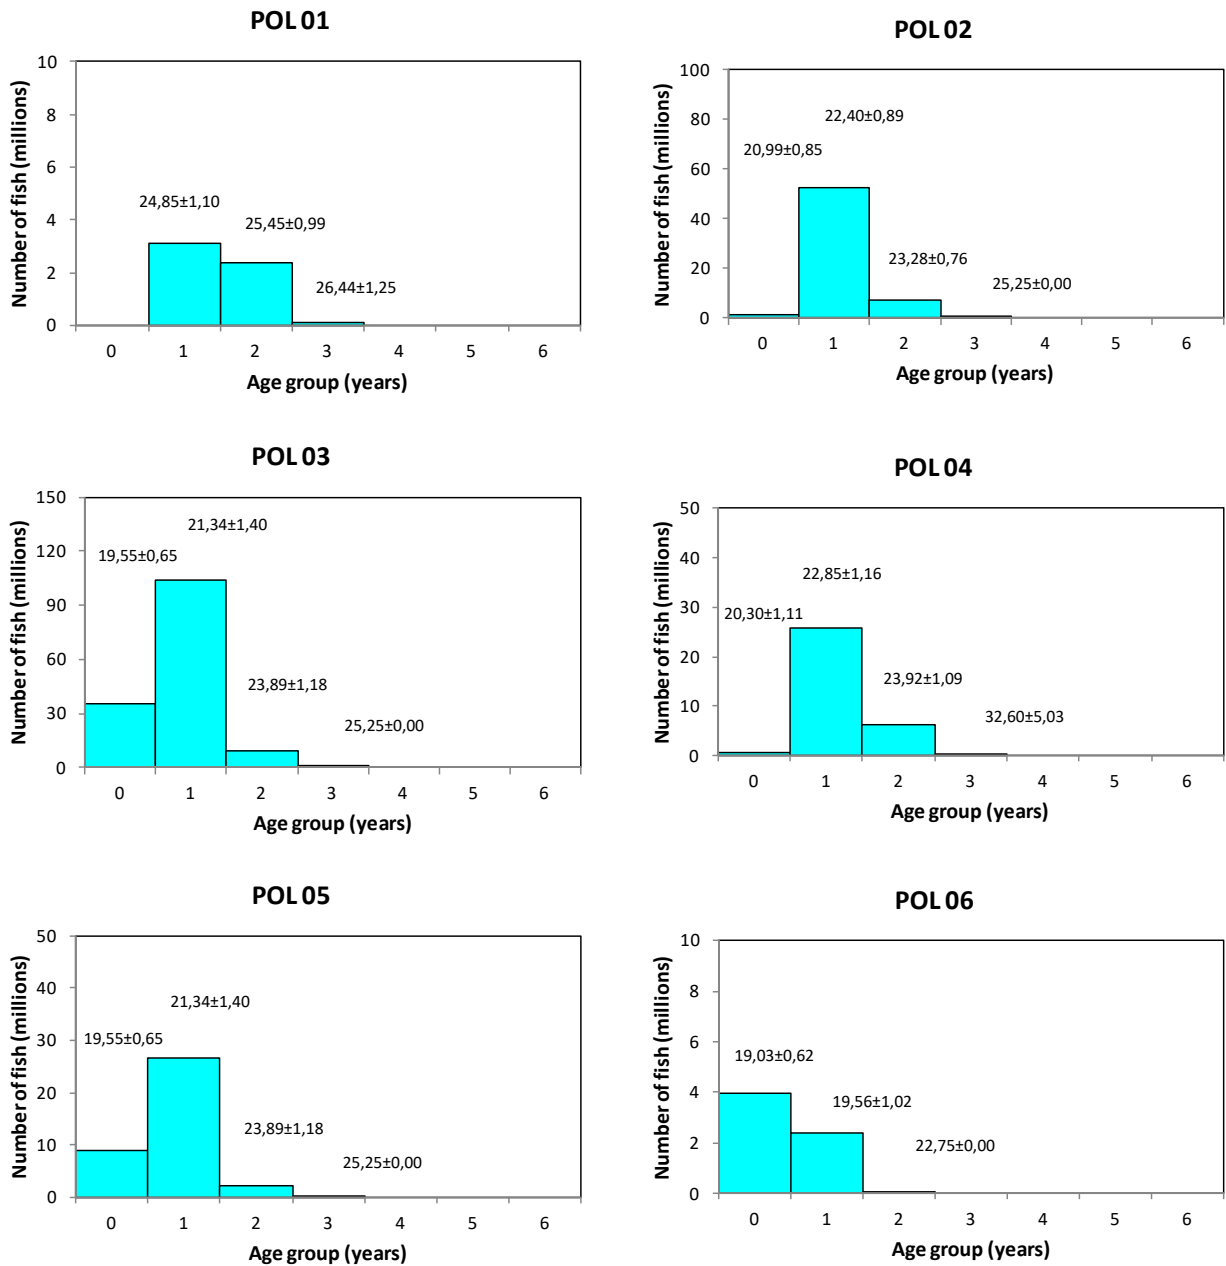 POL 01
10
8
6
4
2
0
Number of fish (millions)
24,85±1,10
25,45±0,99
26,44±1,25
0 1 2 3 4 5 6
Age group (years)
POL 02
100
80
60
40
20
0
Number of fish (millions)
22,40±0,89
20,99±0,85
23,28±0,76
25,25±0,00
0 1 2 3 4 5 6
Age group (years)
POL 03
150
120
90
60
30
0
Number of fish (millions)
21,34±1,40
19,55±0,65
23,89±1,18
25,25±0,00
0 1 2 3 4 5 6
Age group (years)
POL 04
50
40
30
20
10
0
Number of fish (millions)
22,85±1,16
20,30±1,11
23,92±1,09
32,60±5,03
0 1 2 3 4 5 6
Age group (years)
POL 05
50
40
30
20
10
0
Number of fish (millions)
21,34±1,40
19,55±0,65
23,89±1,18
25,25±0,00
0 1 2 3 4 5 6
Age group (years)
POL 06
10
8
6
4
2
0
Number of fish (millions)
19,03±0,62
19,56±1,02
22,75±0,00
0 1 2 3 4 5 6
Age group (years)